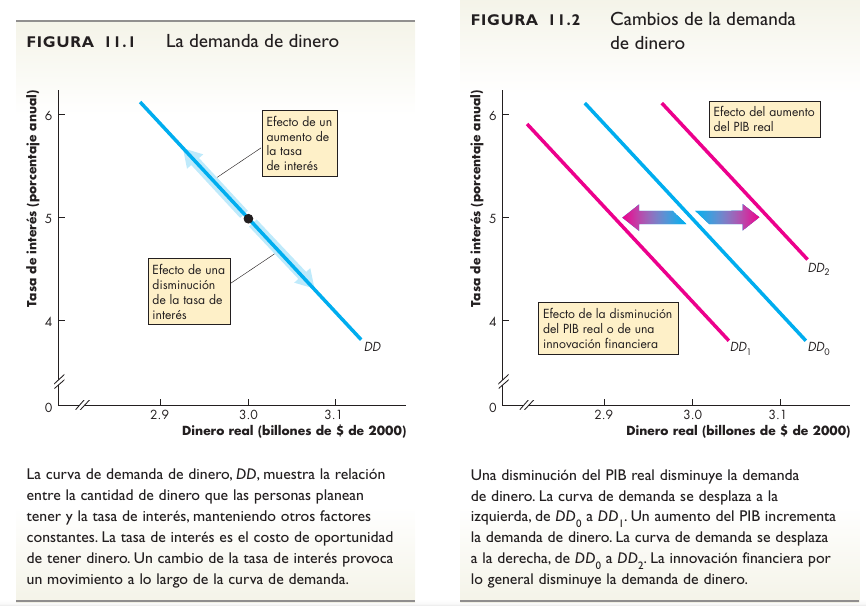 FIGURA 11.1 La demanda de dinero
Tasa de interés (porcentaje anual)
6
5
4
0
Efecto de un
aumento de
la tasa
de interés
Efecto de una
disminución
de la tasa de
interés
DD
2.9 3.0 3.1
Dinero real (billones de $ de 2000)
La curva de demanda de dinero, DD, muestra la relación
entre la cantidad de dinero que las personas planean
tener y la tasa de interés, manteniendo otros factores
constantes. La tasa de interés es el costo de oportunidad
de tener dinero. Un cambio de la tasa de interés provoca
un movimiento a lo largo de la curva de demanda.
FIGURA 11.2 Cambios de la demanda
de dinero
Tasa de interés (porcentaje anual)
6
5
4
0
Efecto del aumento
del PIB real
DD2
Efecto de la disminución
del PIB real o de una
innovación financiera
DD1 DD0
2.9 3.0 3.1
Dinero real (billones de $ de 2000)
Una disminución del PIB real disminuye la demanda
de dinero. La curva de demanda se desplaza a la
izquierda, de DD0 a DD1. Un aumento del PIB incrementa
la demanda de dinero. La curva de demanda se desplaza
a la derecha, de DD0 a DD2. La innovación financiera por
lo general disminuye la demanda de dinero.